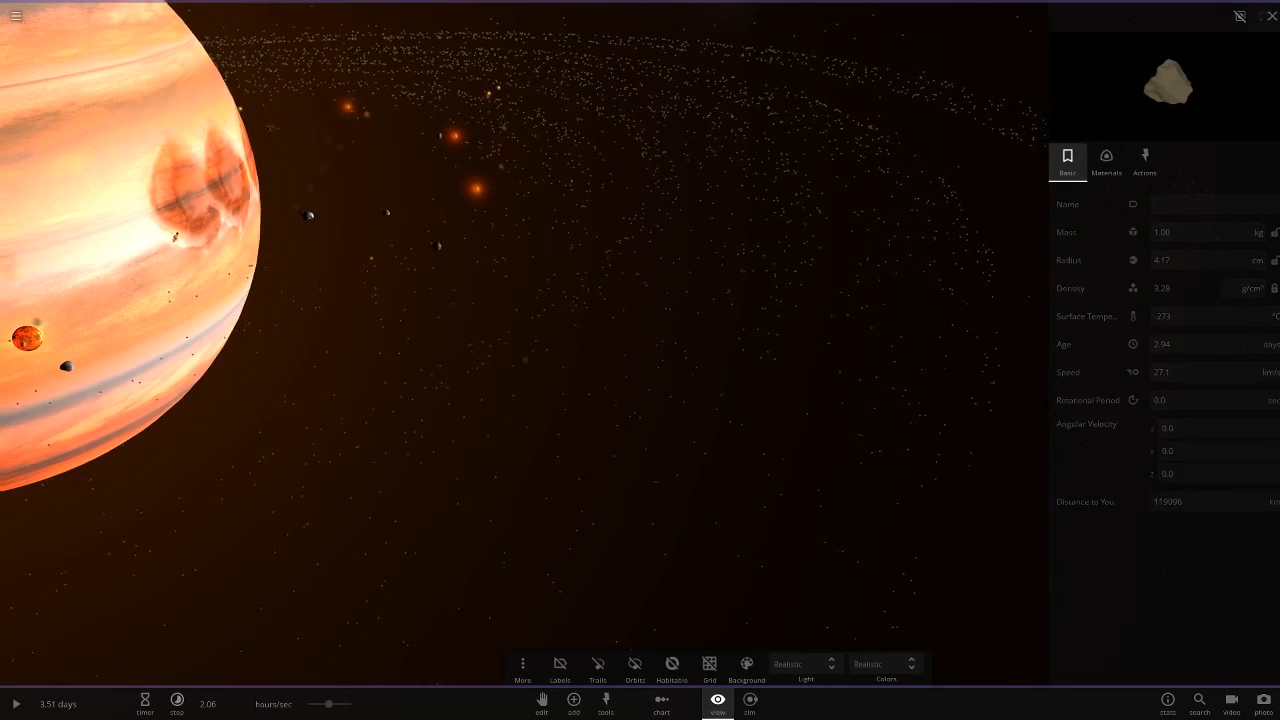 Basic Materials Actions
Name
Mass 1.00 kg
Radius 4.17 cm
Density 3.28 g/cm³
Surface Tempe... -273 °C
Age 2.94 days
Speed 27.1 km/s
Rotational Period 0.0 sec
Angular Velocity x 0.0
y 0.0
z 0.0
Distance to You 119096 km
More Labels Trails Orbits Habitable Grid Background Realistic Light Realistic Colors
3.51 days timer step 2.06 hours/sec edit add tools chart view sim stats search video photo